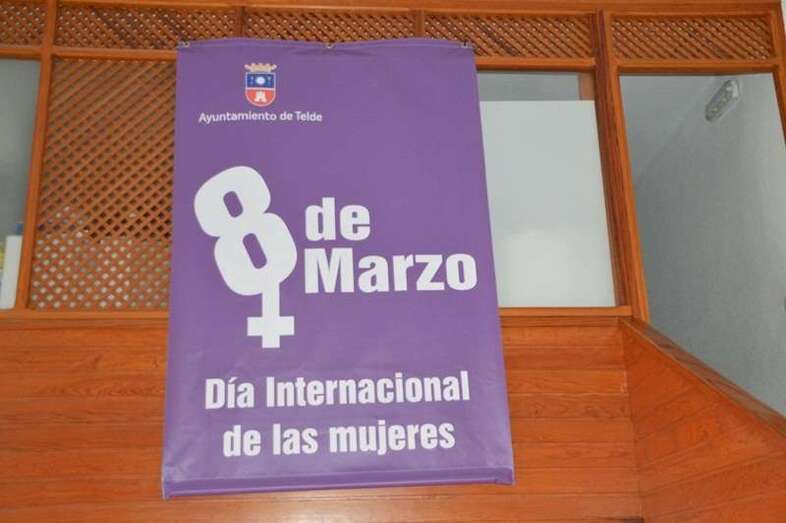 Ayuntamiento de Telde
8 de
Marzo
Día Internacional
de las mujeres